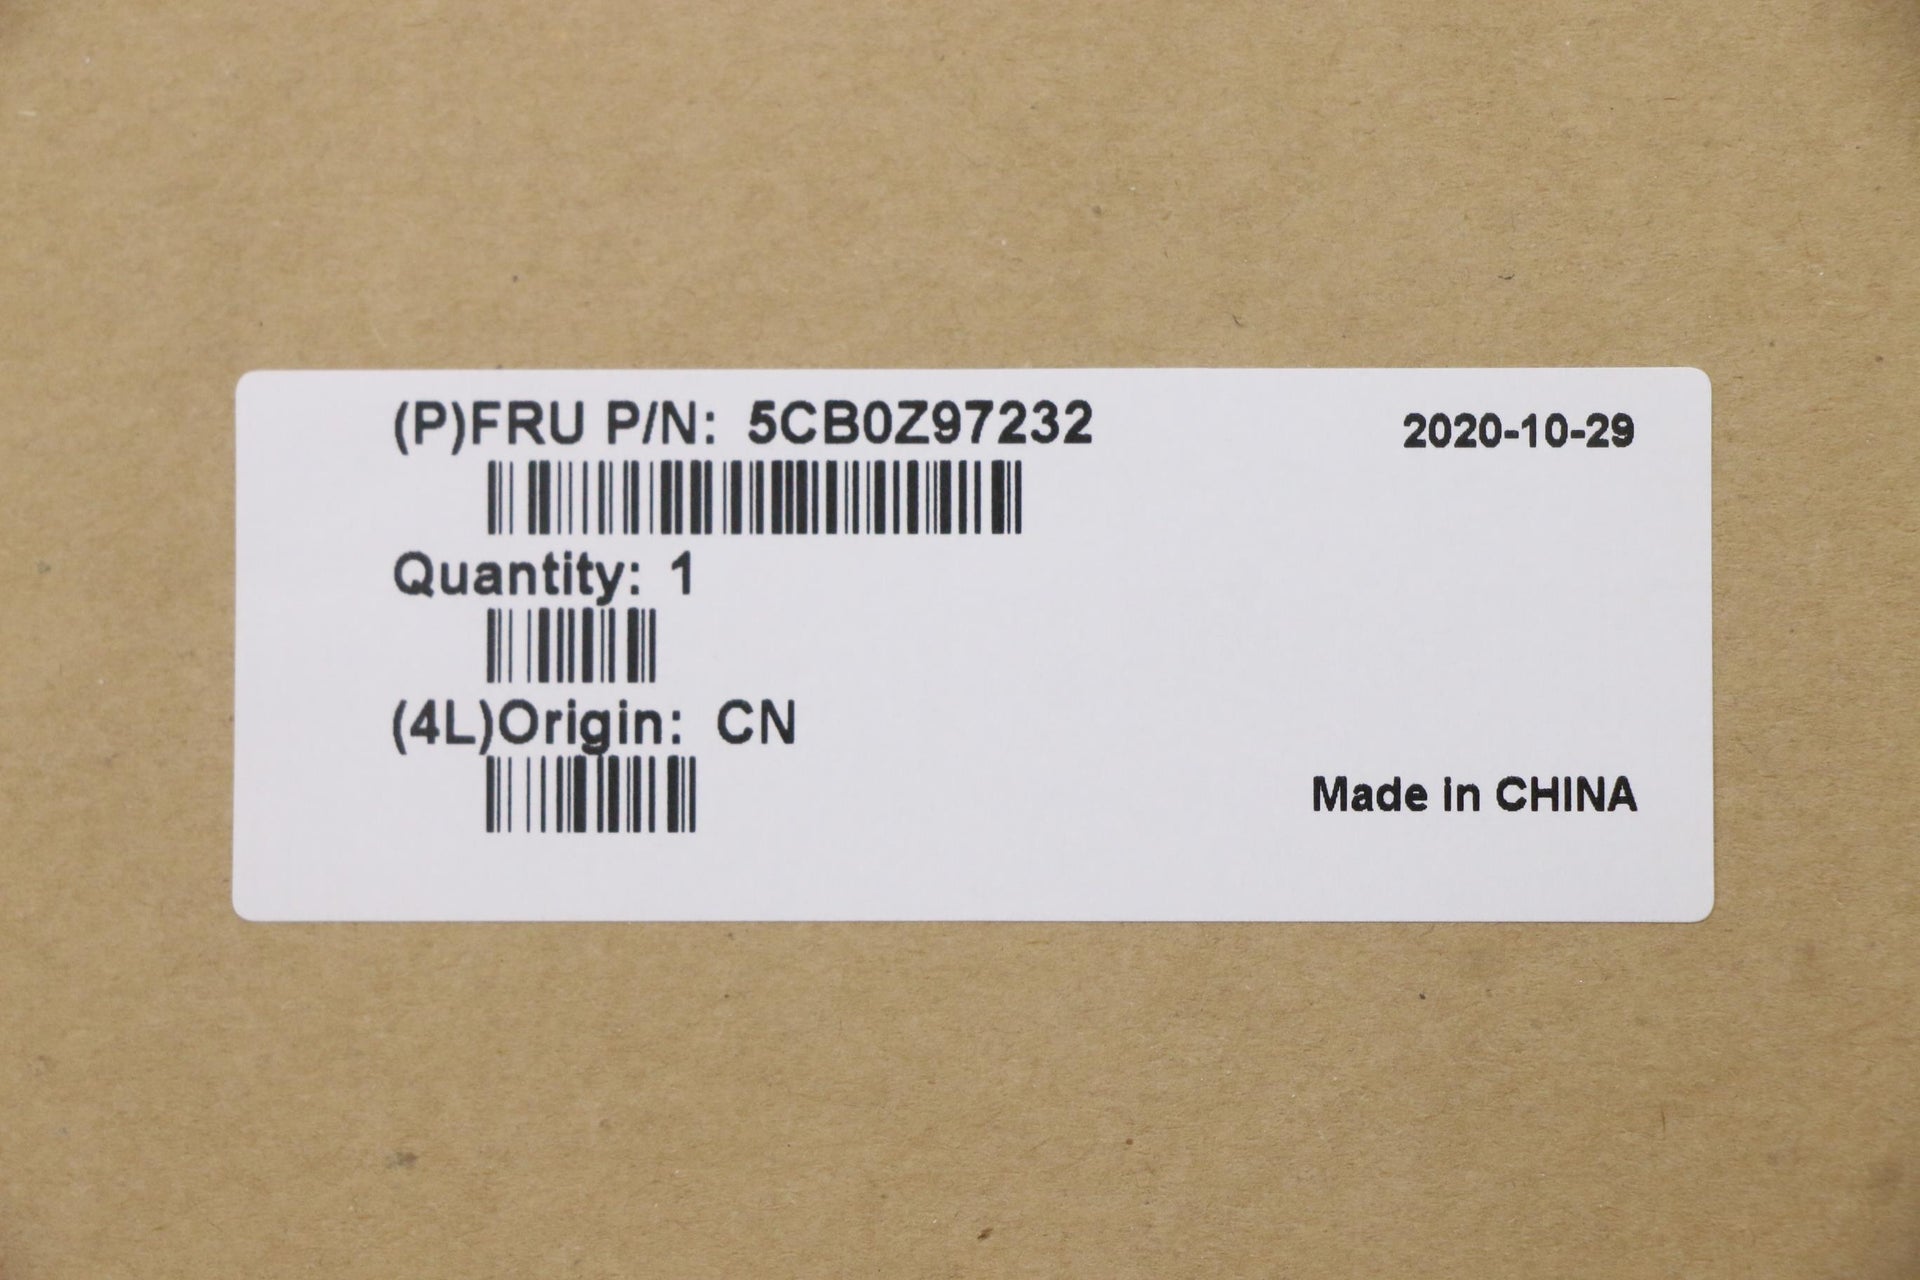 (P)FRU P/N: 5CB0Z97232
2020-10-29
Quantity: 1
(4L)Origin: CN
Made in CHINA